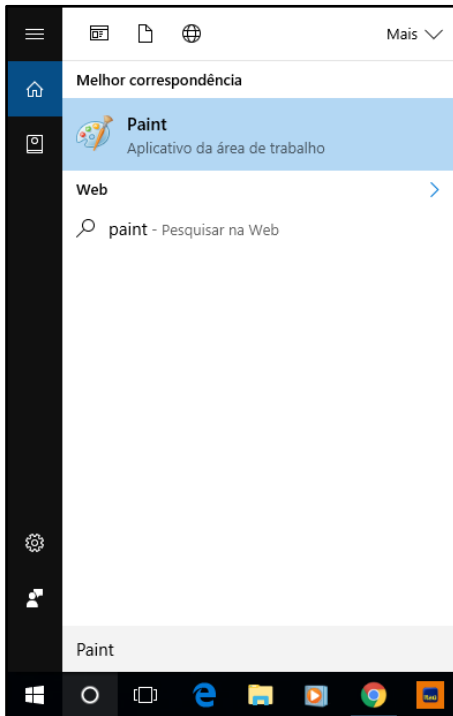 Mais
Melhor correspondência
Paint
Aplicativo da área de trabalho
Web
paint - Pesquisar na Web
Paint